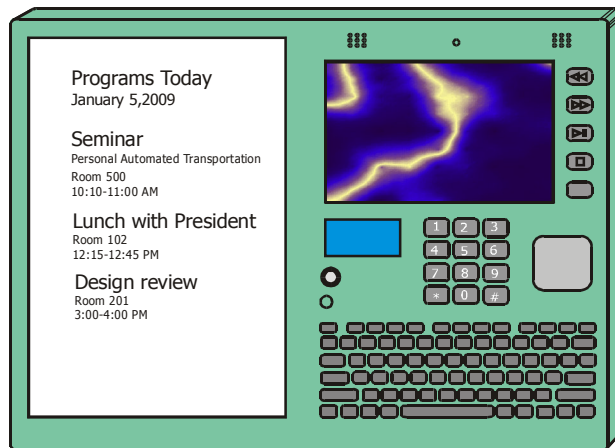 Programs Today
January 5,2009
Seminar
Personal Automated Transportation
Room 500
10:10-11:00 AM
Lunch with President
Room 102
12:15-12:45 PM
Design review
Room 201
3:00-4:00 PM
1 2 3
4 5 6
7 8 9
* 0 #